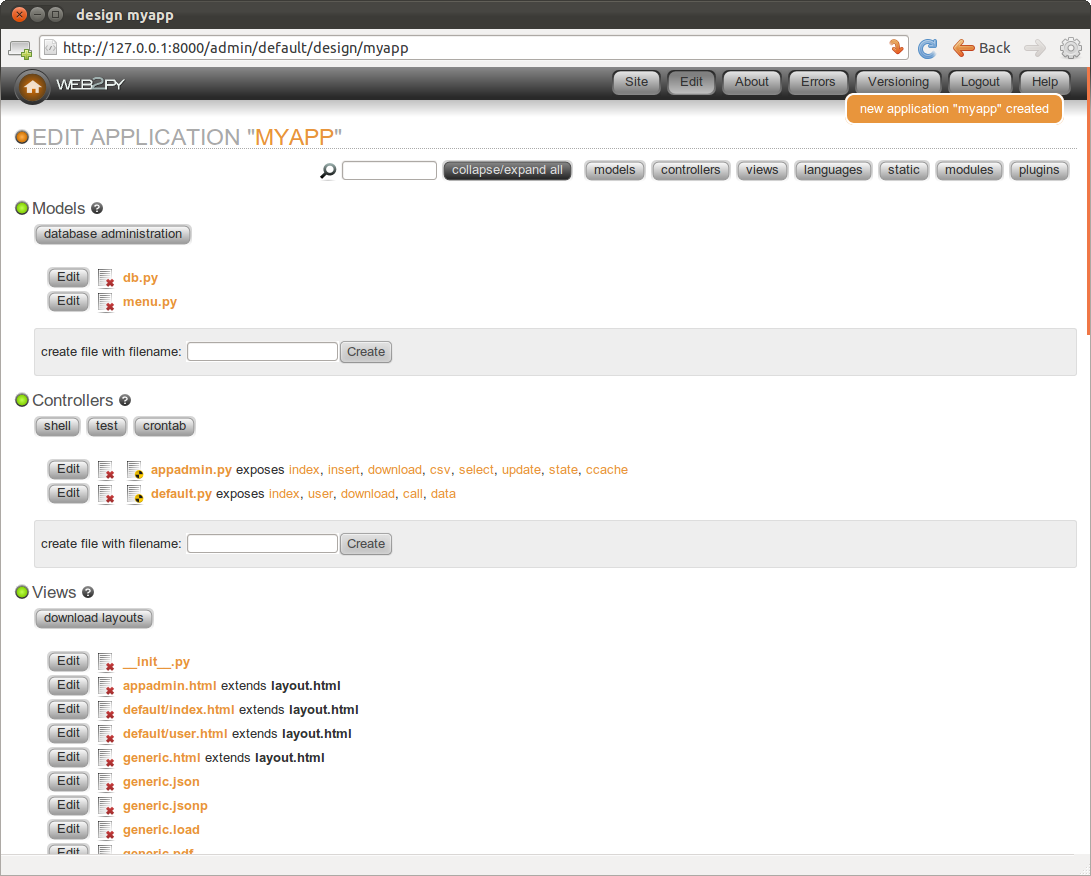 design myapp
http://127.0.0.1:8000/admin/default/design/myapp
Back
WEB2PY
Site Edit About Errors Versioning Logout Help
new application "myapp" created
EDIT APPLICATION "MYAPP"
collapse/expand all models controllers views languages static modules plugins
Models ?
database administration
Edit db.py
Edit menu.py
create file with filename: Create
Controllers ?
shell test crontab
Edit appadmin.py exposes index, insert, download, csv, select, update, state, ccache
Edit default.py exposes index, user, download, call, data
create file with filename: Create
Views ?
download layouts
Edit __init__.py
Edit appadmin.html extends layout.html
Edit default/index.html extends layout.html
Edit default/user.html extends layout.html
Edit generic.html extends layout.html
Edit generic.json
Edit generic.jsonp
Edit generic.load
Edit generic.pdf